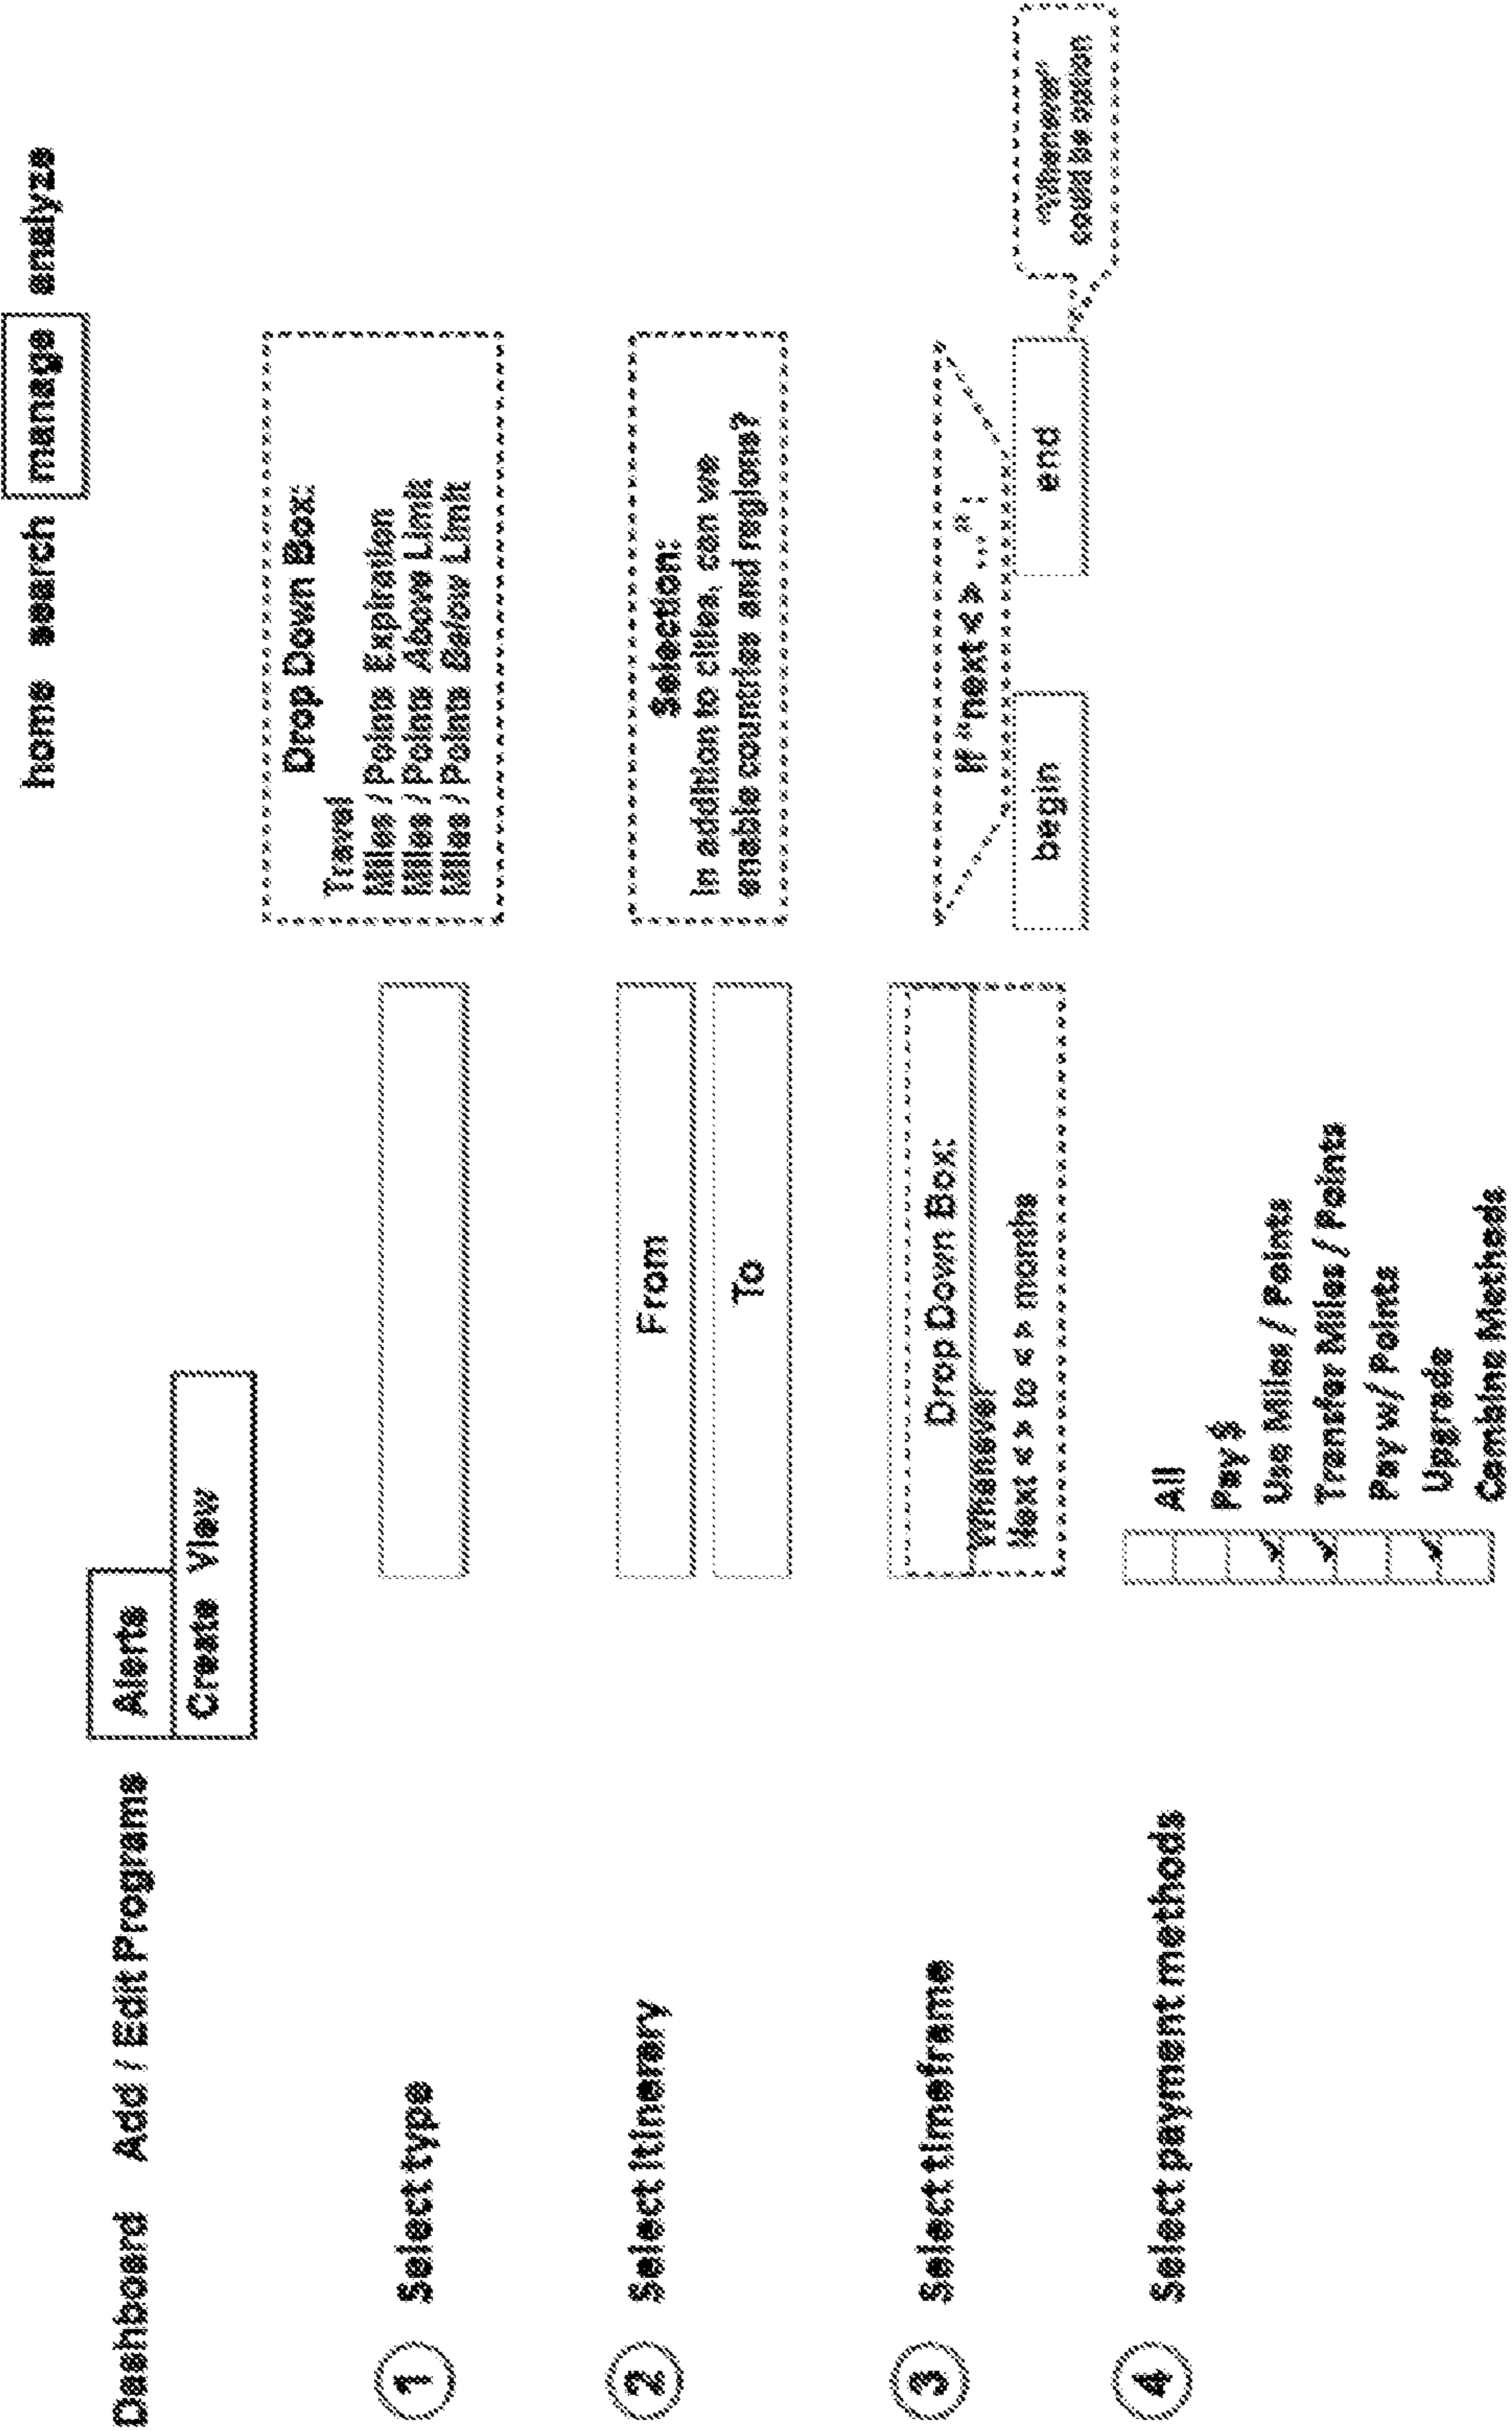 home search manage analyze
Dashboard Add / Edit Programs Alerts
Create View
1 Select type
Drop Down Box:
Travel
Miles / Points Expiration
Miles / Points Above Limit
Miles / Points Below Limit
2 Select itinerary
From
To
Selection:
In addition to cities, can we
enable countries and regions?
3 Select timeframe
Drop Down Box:
Whenever
Next < > to < > months
If "next < > ...":
begin
end
"Whenever"
could be option
4 Select payment methods
All
Pay $
Use Miles / Points
Transfer Miles / Points
Pay w/ Points
Upgrade
Combine Methods